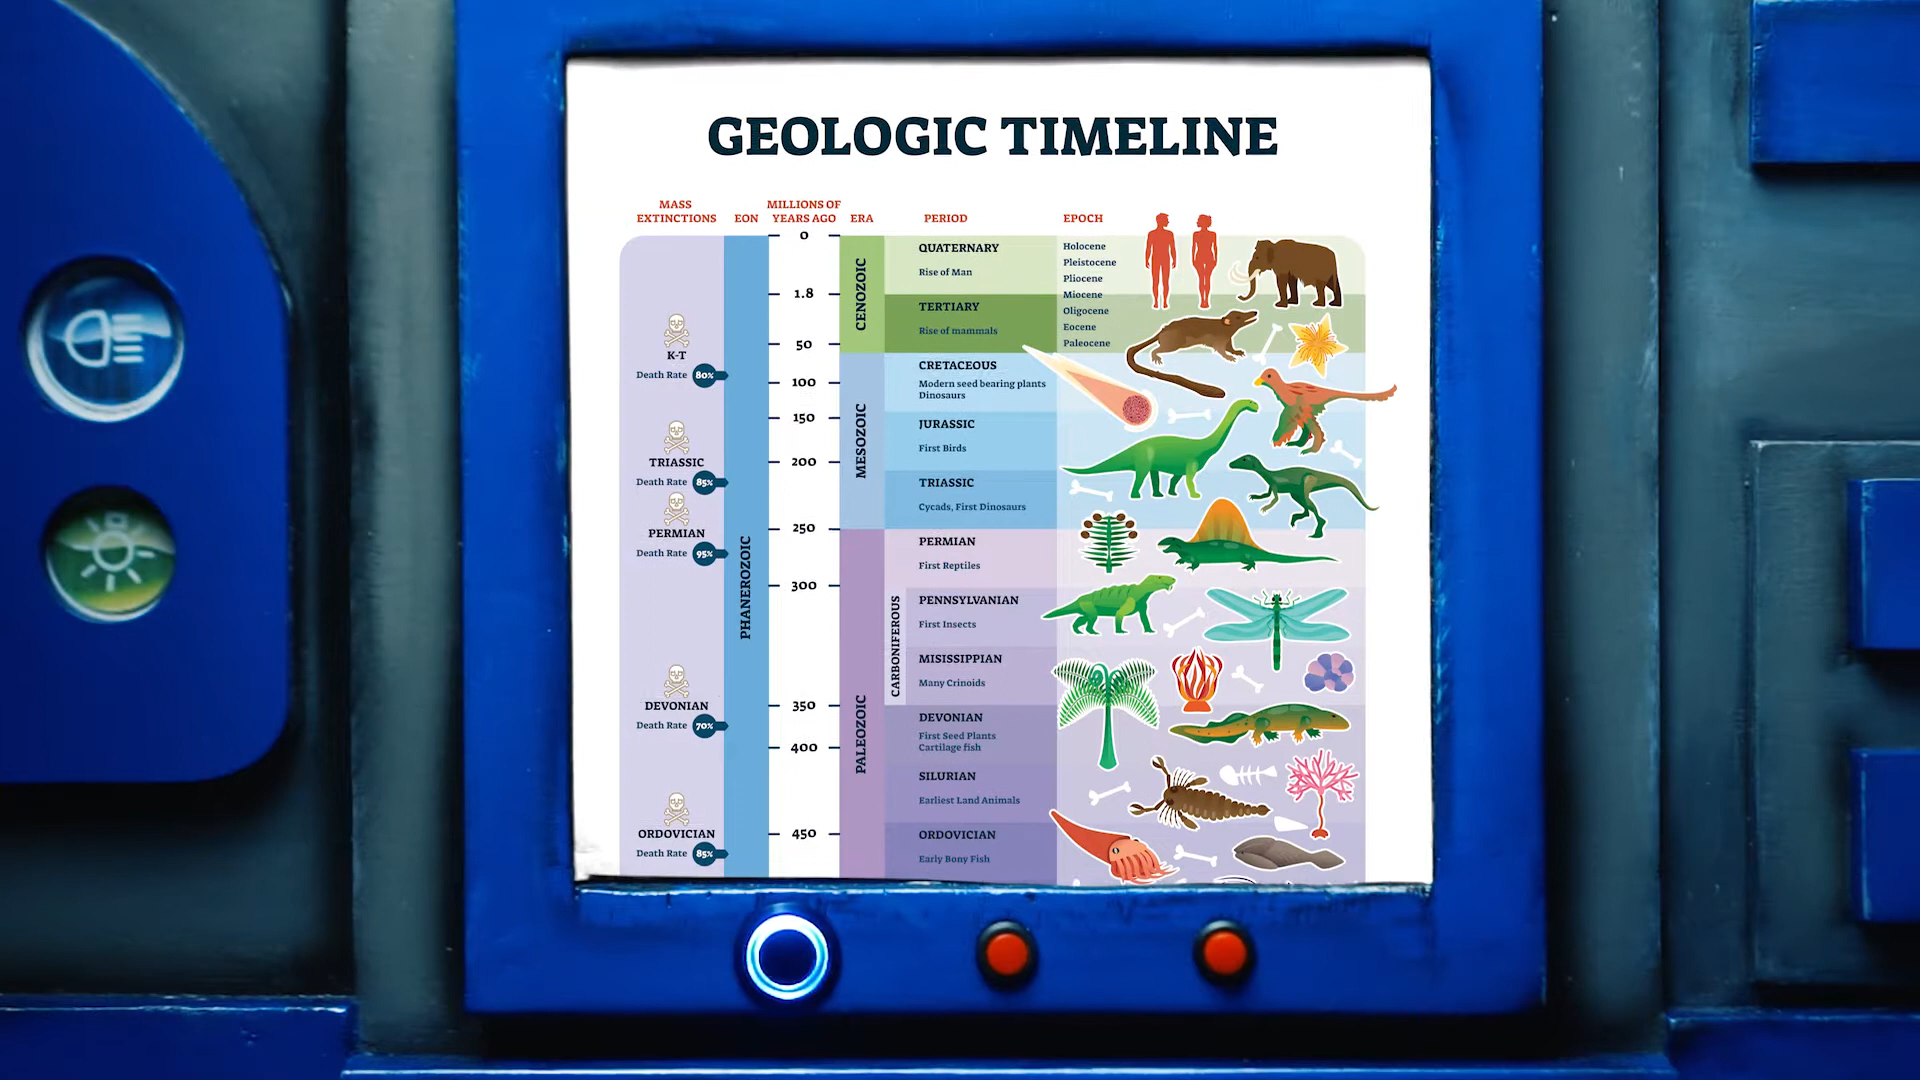 GEOLOGIC TIMELINE
MASS
EXTINCTIONS
EON
MILLIONS OF
YEARS AGO
ERA
PERIOD
EPOCH
K-T
Death Rate 80%
TRIASSIC
Death Rate 85%
PERMIAN
Death Rate 95%
DEVONIAN
Death Rate 70%
ORDOVICIAN
Death Rate 85%
PHANEROZOIC
0
1.8
50
100
150
200
250
300
350
400
450
CENOZOIC
MESOZOIC
PALEOZOIC
CARBONIFEROUS
QUATERNARY
Rise of Man
TERTIARY
Rise of mammals
CRETACEOUS
Modern seed bearing plants
Dinosaurs
JURASSIC
First Birds
TRIASSIC
Cycads, First Dinosaurs
PERMIAN
First Reptiles
PENNSYLVANIAN
First Insects
MISISSIPPIAN
Many Crinoids
DEVONIAN
First Seed Plants
Cartilage fish
SILURIAN
Earliest Land Animals
ORDOVICIAN
Early Bony Fish
Holocene
Pleistocene
Pliocene
Miocene
Oligocene
Eocene
Paleocene